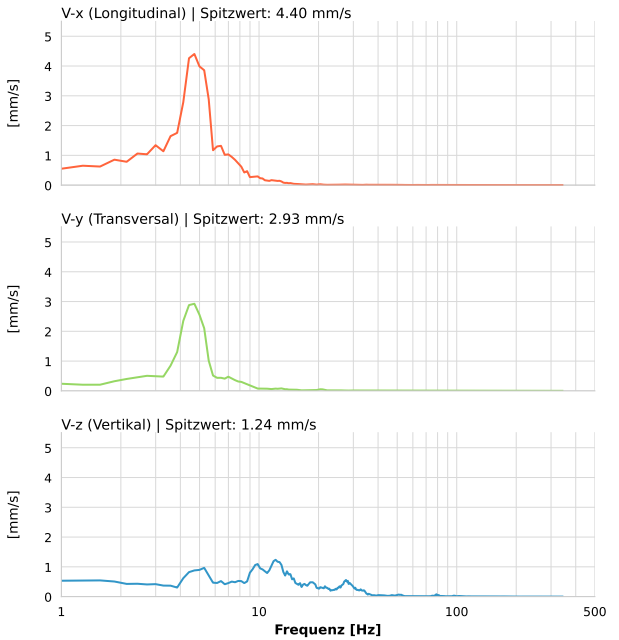 V-x (Longitudinal) | Spitzwert: 4.40 mm/s
[mm/s]
5
4
3
2
1
0
V-y (Transversal) | Spitzwert: 2.93 mm/s
[mm/s]
5
4
3
2
1
0
V-z (Vertikal) | Spitzwert: 1.24 mm/s
[mm/s]
5
4
3
2
1
0
1 10 100 500
Frequenz [Hz]